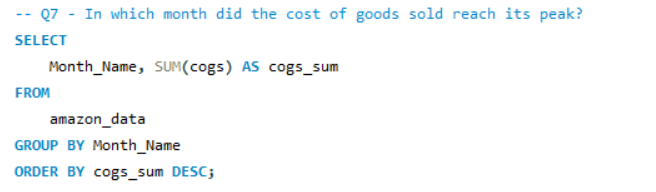 -- Q7 - In which month did the cost of goods sold reach its peak?
SELECT
    Month_Name, SUM(cogs) AS cogs_sum
FROM
    amazon_data
GROUP BY Month_Name
ORDER BY cogs_sum DESC;